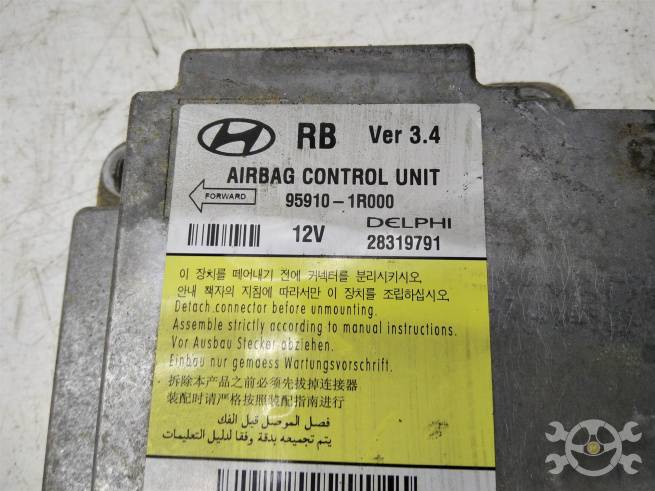 RB Ver 3.4
AIRBAG CONTROL UNIT
FORWARD 95910-1R000
12V DELPHI
28319791
이 장치를 떼어내기 전에 커넥터를 분리시키시오.
안내 책자의 지침에 따라서만 이 장치를 조립하십시오.
Detach connector before unmounting.
Assemble strictly according to manual instructions.
Vor Ausbau Stecker abziehen.
Einbau nur gemaess Wartungsvorschrift.
拆除本产品之前必须先拔掉连接器
装配时请严格按照装配指南进行
فصل الموصل قبل الفك
يتم تجميعه بدقة وفقا لدليل التعليمات